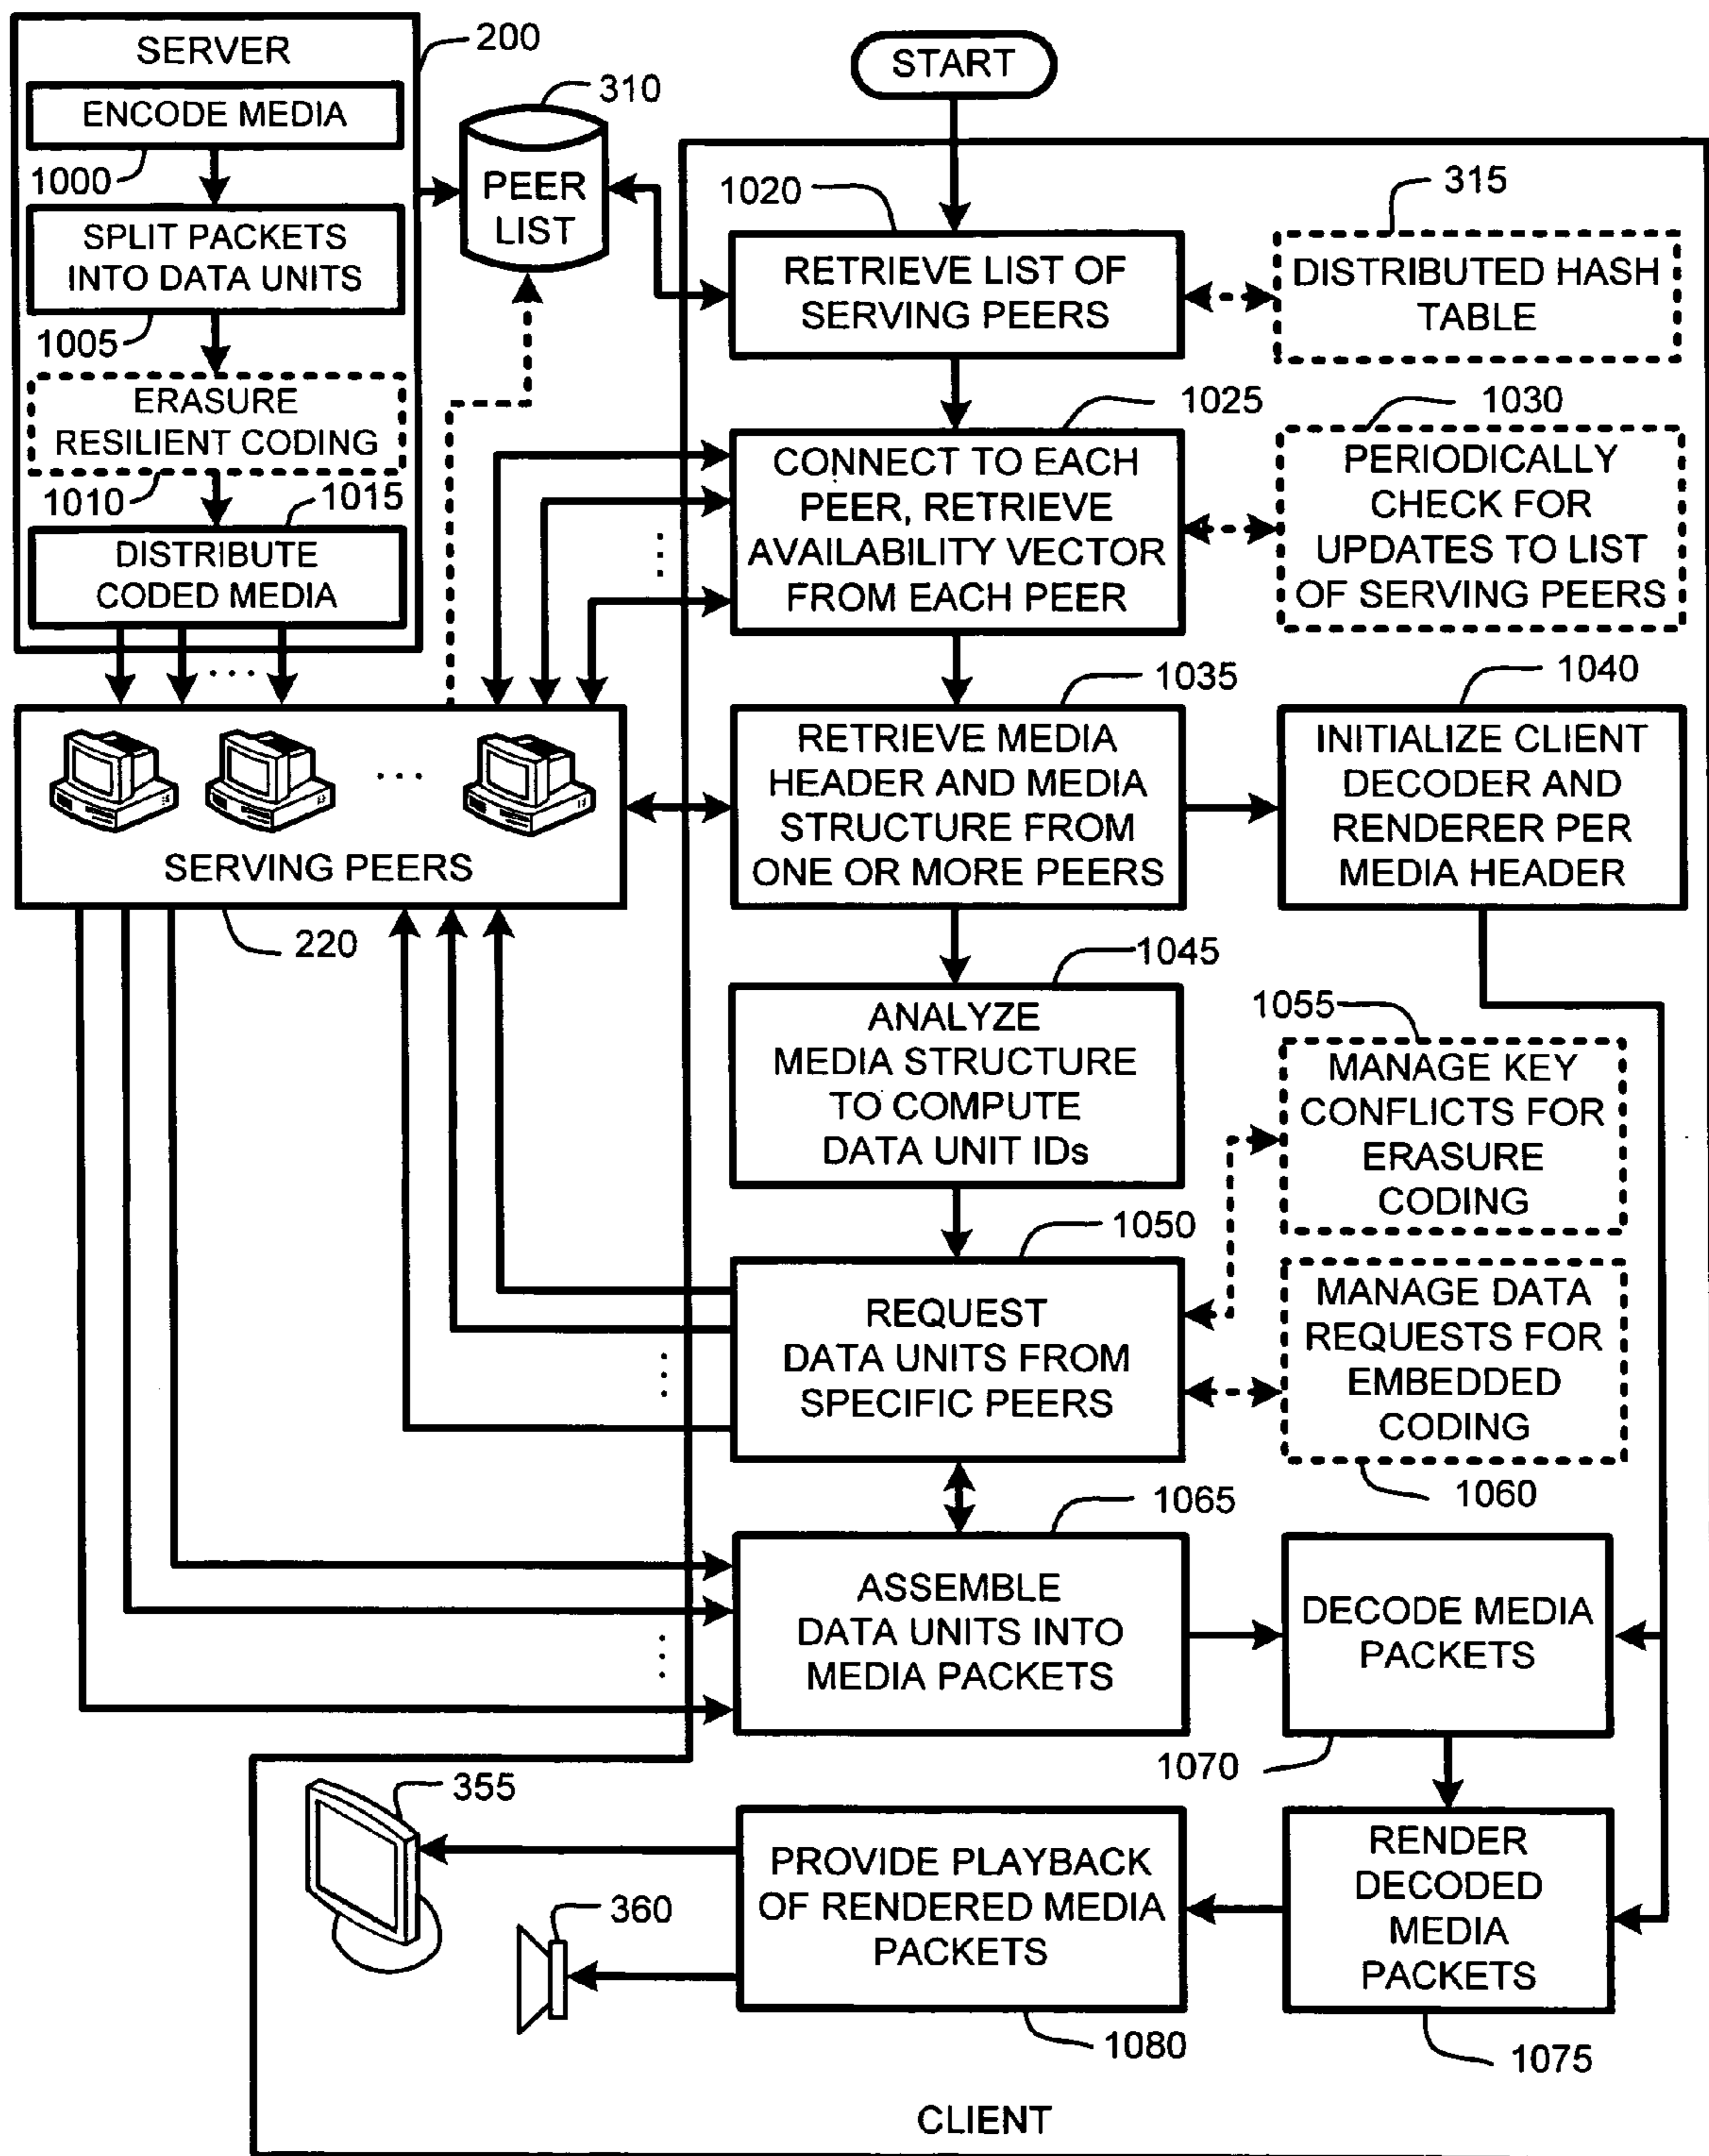 SERVER
200
ENCODE MEDIA
1000
SPLIT PACKETS
INTO DATA UNITS
1005
ERASURE
RESILIENT CODING
1010
1015
DISTRIBUTE
CODED MEDIA
...
310
PEER
LIST
START
1020
RETRIEVE LIST OF
SERVING PEERS
315
DISTRIBUTED HASH
TABLE
1025
CONNECT TO EACH
PEER, RETRIEVE
AVAILABILITY VECTOR
FROM EACH PEER
1030
PERIODICALLY
CHECK FOR
UPDATES TO LIST
OF SERVING PEERS
...
SERVING PEERS
220
1035
RETRIEVE MEDIA
HEADER AND MEDIA
STRUCTURE FROM
ONE OR MORE PEERS
1040
INITIALIZE CLIENT
DECODER AND
RENDERER PER
MEDIA HEADER
1045
ANALYZE
MEDIA STRUCTURE
TO COMPUTE
DATA UNIT IDs
1055
MANAGE KEY
CONFLICTS FOR
ERASURE
CODING
1050
REQUEST
DATA UNITS FROM
SPECIFIC PEERS
MANAGE DATA
REQUESTS FOR
EMBEDDED
CODING
1060
1065
ASSEMBLE
DATA UNITS INTO
MEDIA PACKETS
DECODE MEDIA
PACKETS
1070
355
360
PROVIDE PLAYBACK
OF RENDERED MEDIA
PACKETS
1080
RENDER
DECODED
MEDIA
PACKETS
1075
CLIENT